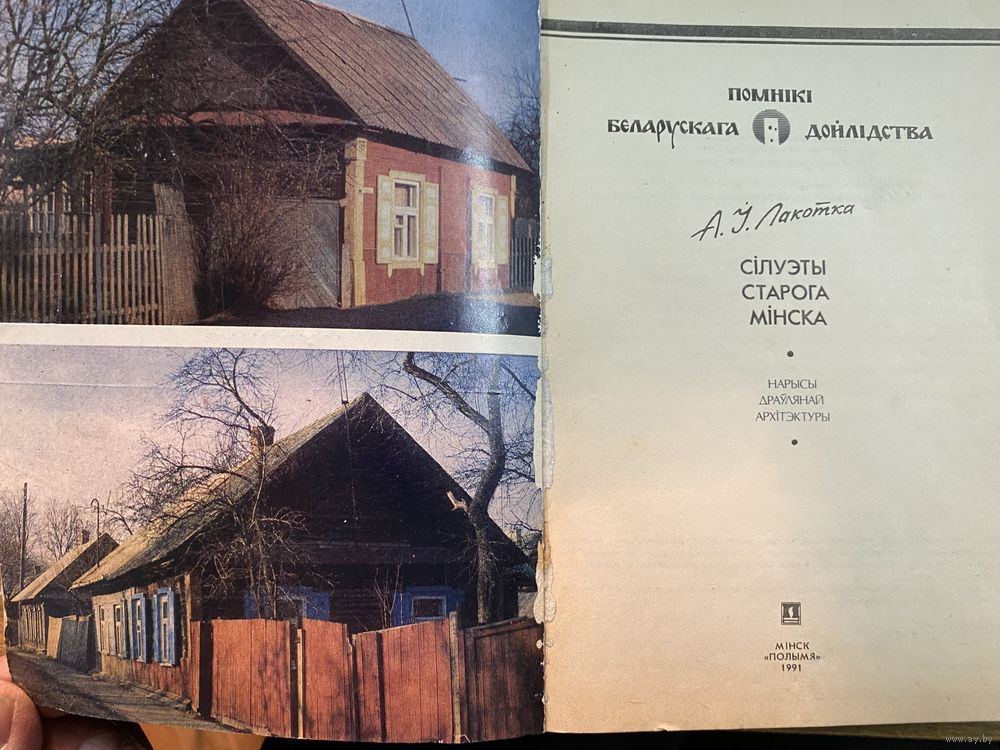 ПОМНІКІ
БЕЛАРУСКАГА ДОЙЛІДСТВА
А. І. Лакотка
СІЛУЭТЫ
СТАРОГА
МІНСКА
НАРЫСЫ
ДРАЎЛЯНАЙ
АРХІТЭКТУРЫ
МІНСК
«ПОЛЫМЯ»
1991
www.ay.by